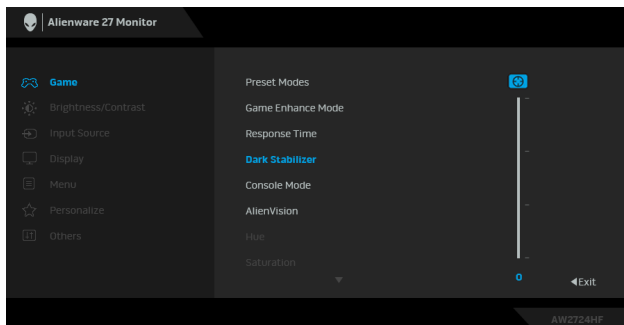 Alienware 27 Monitor
Game
Brightness/Contrast
Input Source
Display
Menu
Personalize
Others
Preset Modes
Game Enhance Mode
Response Time
Dark Stabilizer
Console Mode
AlienVision
Hue
Saturation
0
Exit
AW2724HF